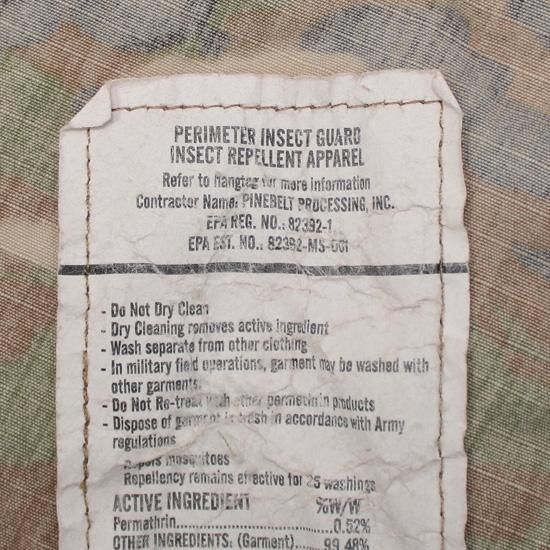 PERIMETER INSECT GUARD
INSECT REPELLENT APPAREL
Refer to hangtag for more information
Contractor Name: PINEBELT PROCESSING, INC.
EPA REG. NO.: 82392-1
EPA EST. NO.: 82392-MS-001
- Do Not Dry Clean
- Dry Cleaning removes active ingredient
- Wash separate from other clothing
- In military field operations, garment may be washed with
other garments.
- Do Not Re-treat with other permethrin products
- Dispose of garment in trash in accordance with Army
regulations
Repels mosquitoes
Repellency remains effective for 25 washings
ACTIVE INGREDIENT %W/W
Permathrin..................0.52%
OTHER INGREDIENTS: (Garment).....99.48%